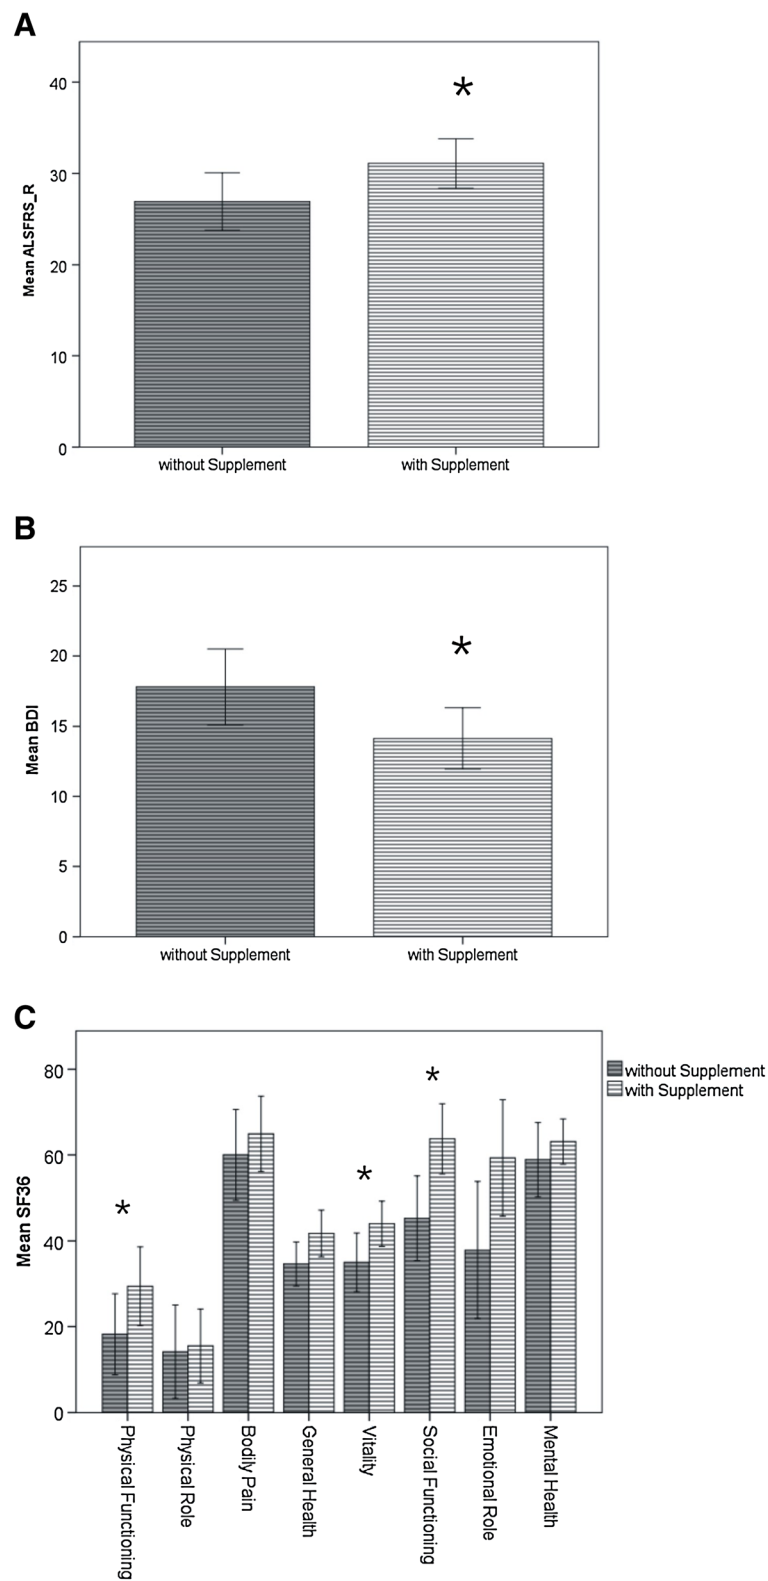 A
Mean ALSFRS_R
40
30
20
10
0
*
without Supplement
with Supplement
B
Mean BDI
25
20
15
10
5
0
*
without Supplement
with Supplement
C
Mean SF36
80
60
40
20
0
*
*
*
without Supplement
with Supplement
Physical Functioning
Physical Role
Bodily Pain
General Health
Vitality
Social Functioning
Emotional Role
Mental Health